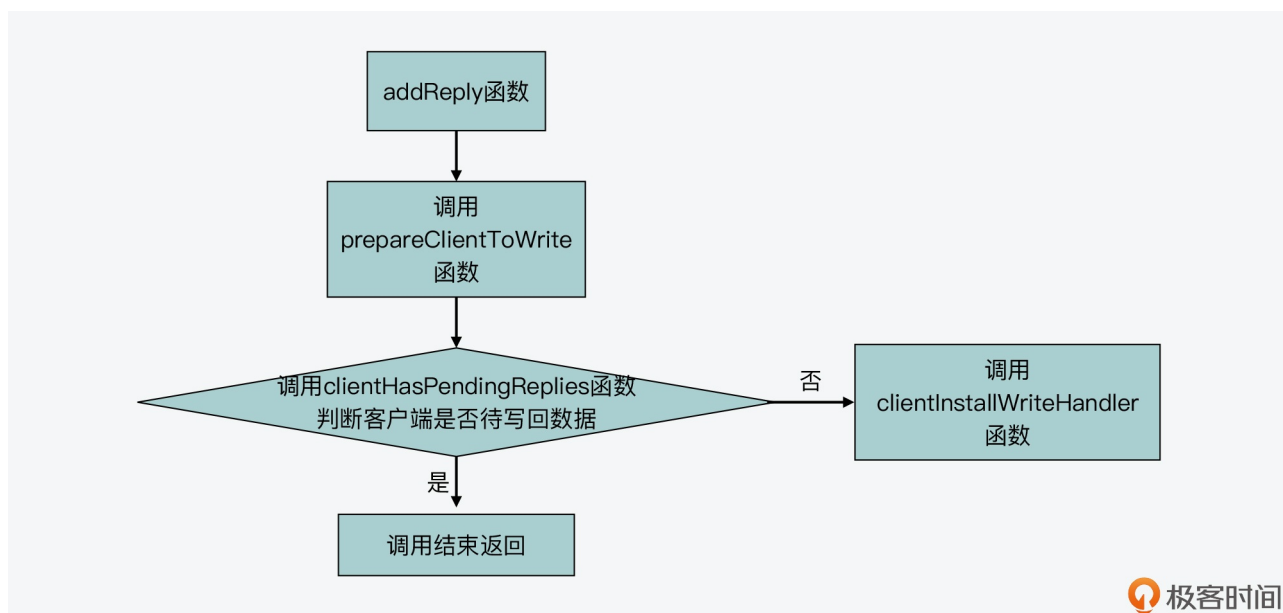 addReply函数
调用
prepareClientToWrite
函数
调用clientHasPendingReplies函数
判断客户端是否待写回数据
否
调用
clientInstallWriteHandler
函数
是
调用结束返回
极客时间